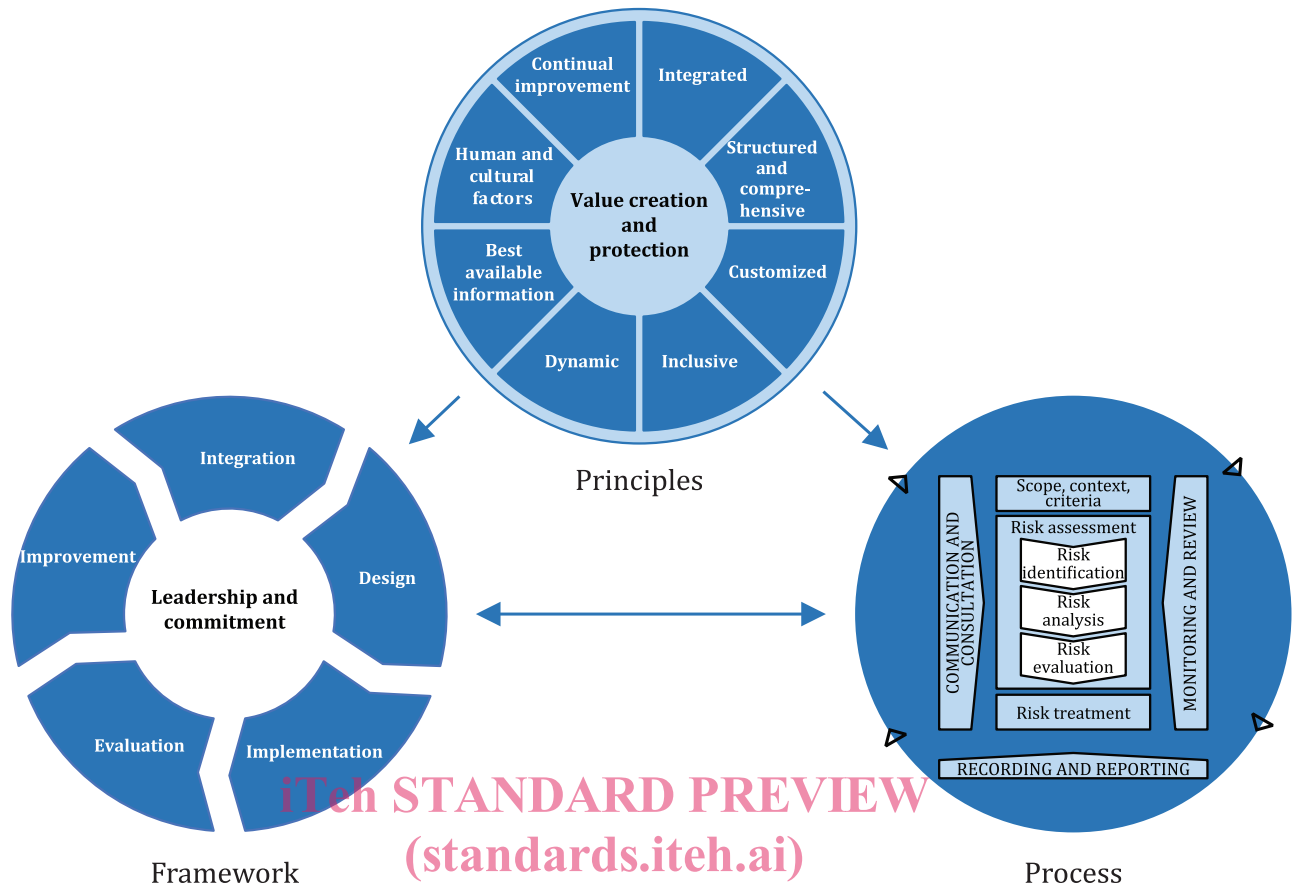 Continual
improvement
Integrated
Structured
and
compre-
hensive
Customized
Inclusive
Dynamic
Best
available
information
Human and
cultural
factors
Value creation
and
protection
Principles
Integration
Design
Implementation
Evaluation
Improvement
Leadership and
commitment
Framework
Scope, context,
criteria
Risk assessment
Risk
identification
Risk
analysis
Risk
evaluation
Risk treatment
COMMUNICATION AND
CONSULTATION
MONITORING AND REVIEW
RECORDING AND REPORTING
Process
iTeh STANDARD PREVIEW
(standards.iteh.ai)